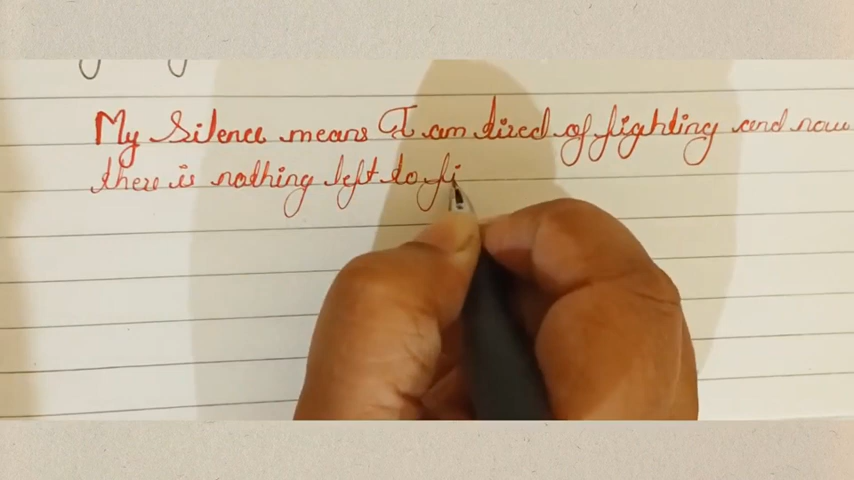 My Silence means I am tired of fighting and now
there is nothing left to fi